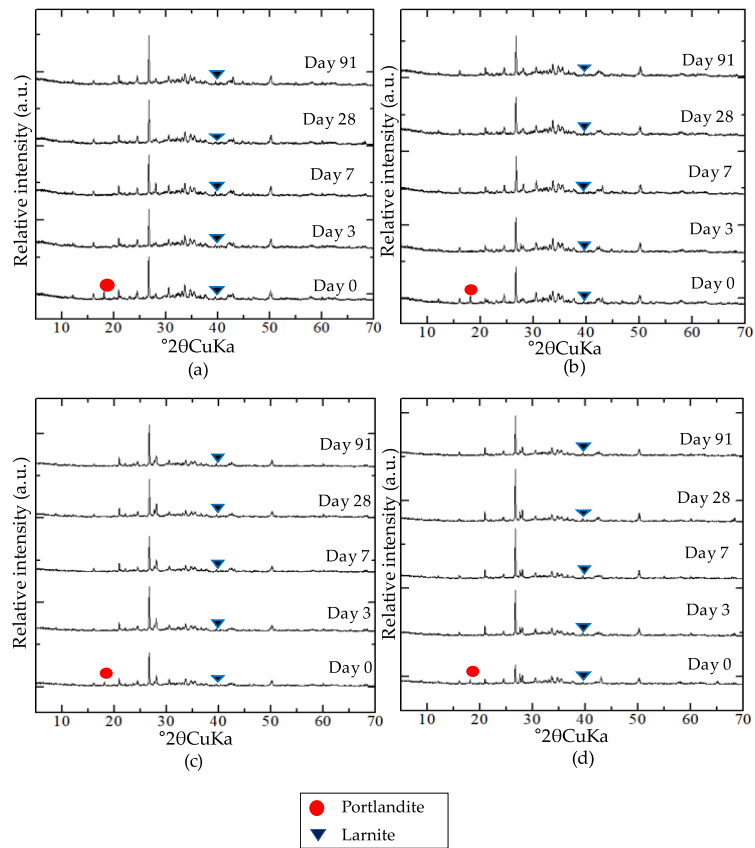 Relative intensity (a.u.)
Day 91
Day 28
Day 7
Day 3
Day 0
10 20 30 40 50 60 70
°2θCuKa
(a)
Relative intensity (a.u.)
Day 91
Day 28
Day 7
Day 3
Day 0
10 20 30 40 50 60 70
°2θCuKa
(b)
Relative intensity (a.u.)
Day 91
Day 28
Day 7
Day 3
Day 0
10 20 30 40 50 60 70
°2θCuKa
(c)
Relative intensity (a.u.)
Day 91
Day 28
Day 7
Day 3
Day 0
10 20 30 40 50 60 70
°2θCuKa
(d)
Portlandite
Larnite